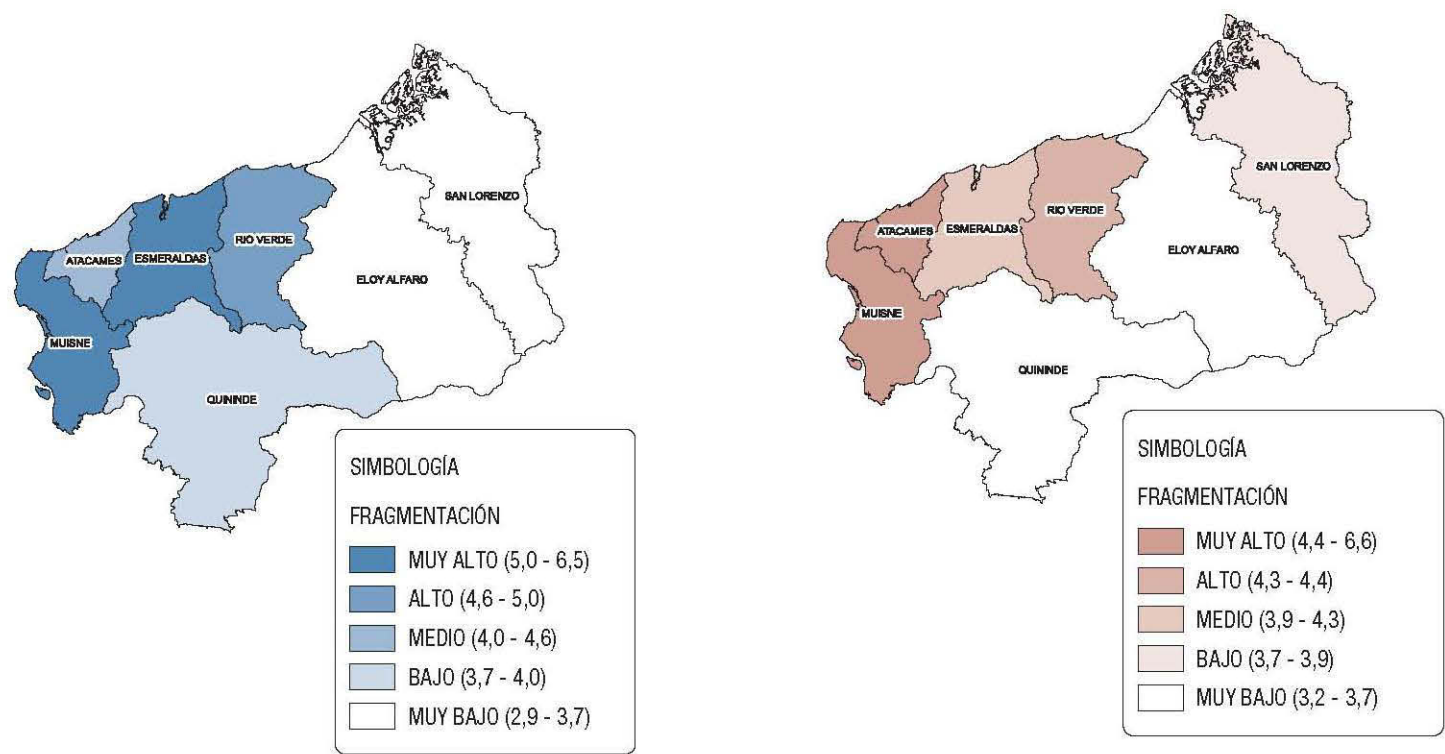 SAN LORENZO
RIO VERDE
ATACAMES
ESMERALDAS
ELOY ALFARO
MUISNE
QUININDE
SIMBOLOGÍA
FRAGMENTACIÓN
MUY ALTO (5,0 - 6,5)
ALTO (4,6 - 5,0)
MEDIO (4,0 - 4,6)
BAJO (3,7 - 4,0)
MUY BAJO (2,9 - 3,7)
SAN LORENZO
RIO VERDE
ATACAMES
ESMERALDAS
ELOY ALFARO
MUISNE
QUININDE
SIMBOLOGÍA
FRAGMENTACIÓN
MUY ALTO (4,4 - 6,6)
ALTO (4,3 - 4,4)
MEDIO (3,9 - 4,3)
BAJO (3,7 - 3,9)
MUY BAJO (3,2 - 3,7)